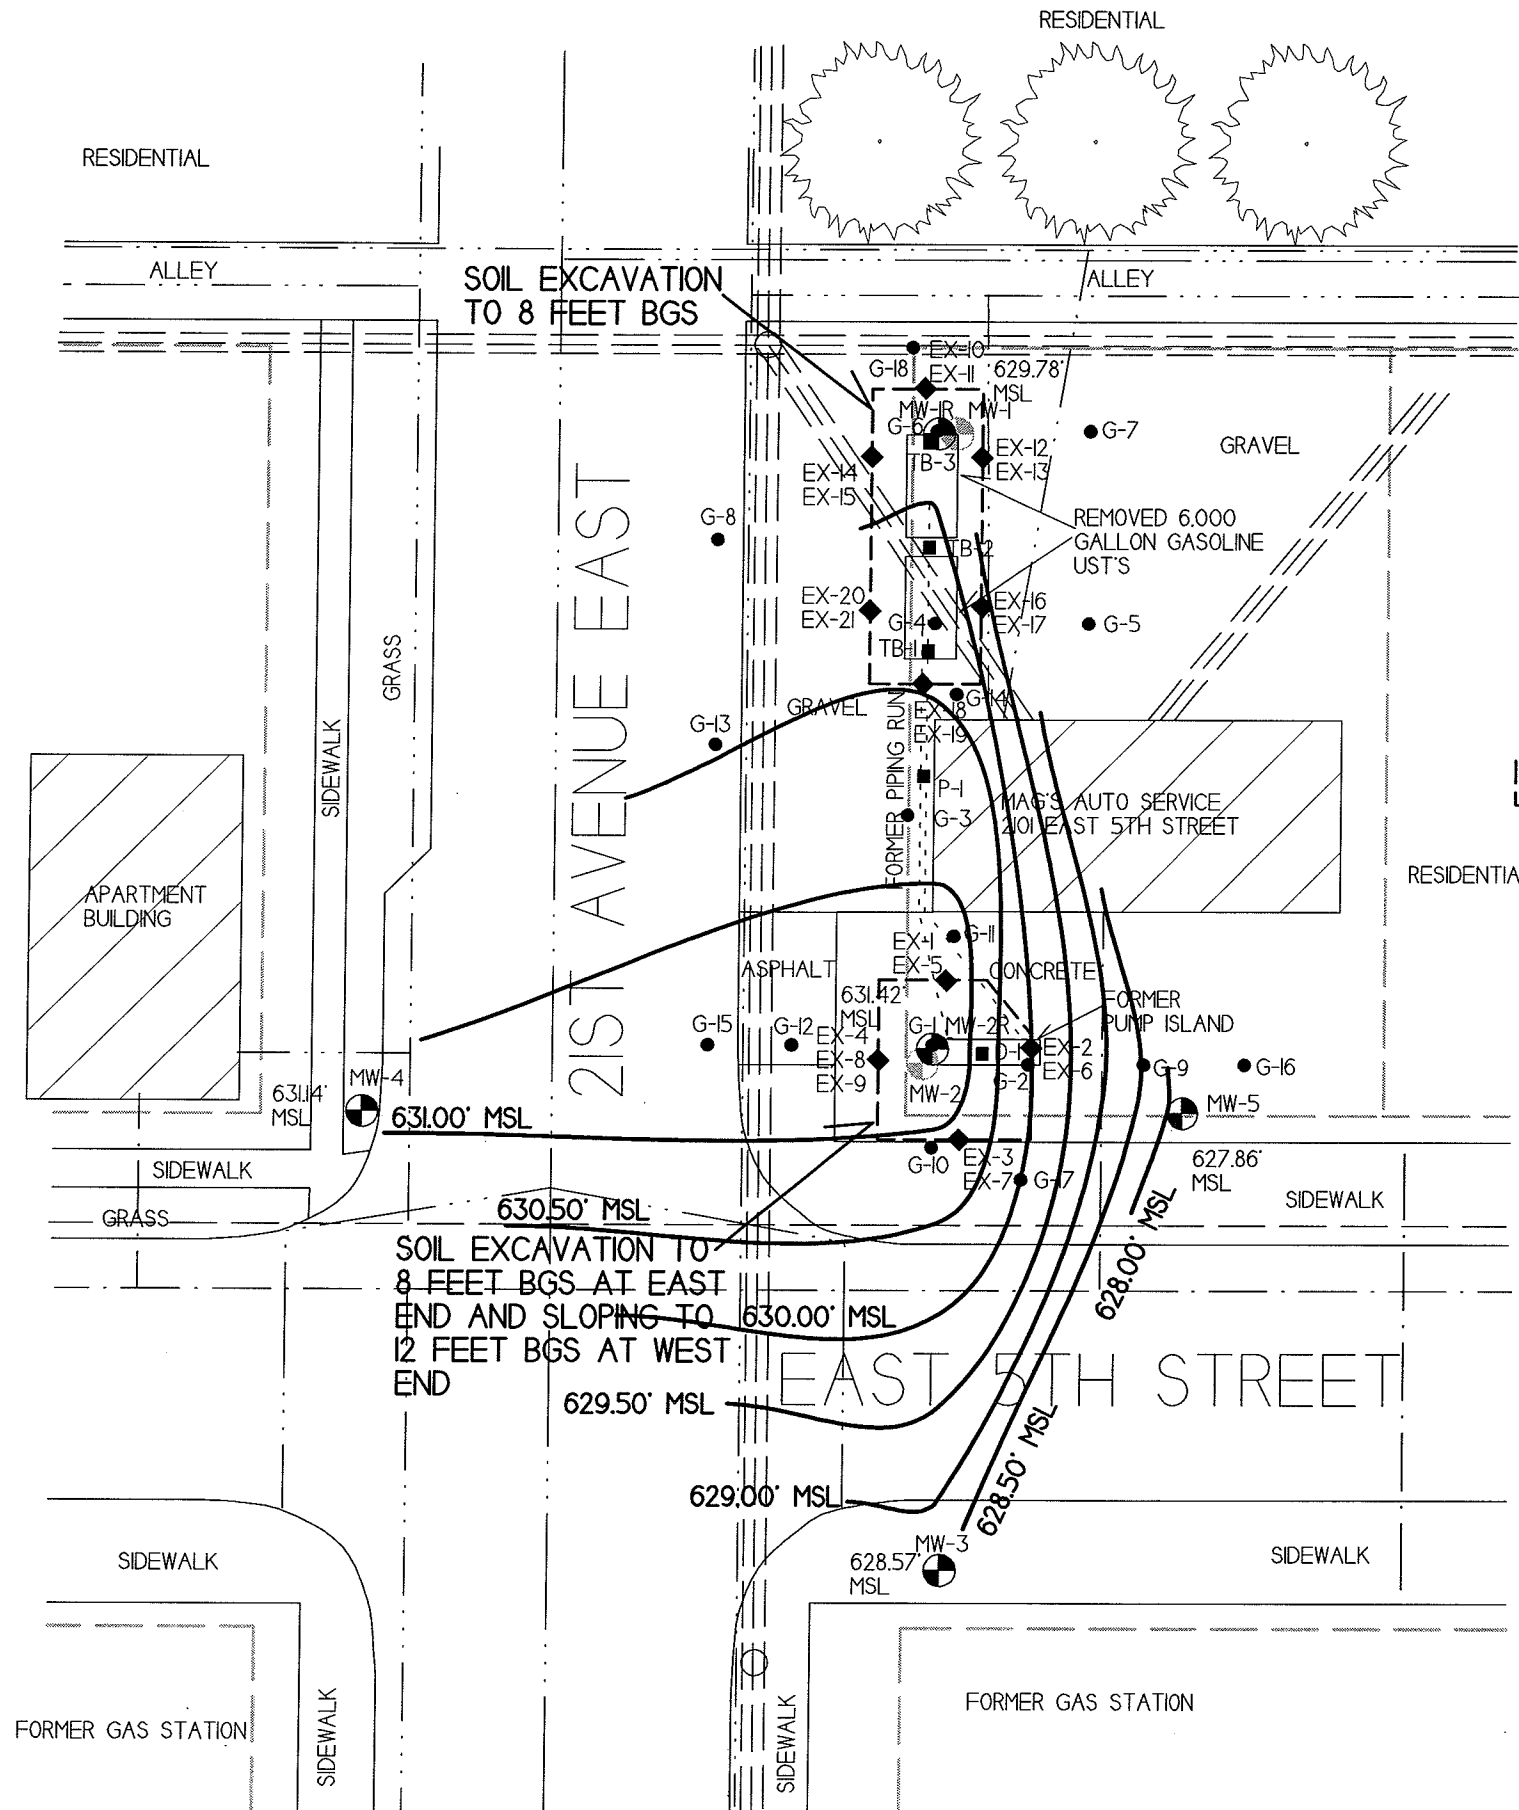 RESIDENTIAL
RESIDENTIAL
ALLEY
SOIL EXCAVATION
TO 8 FEET BGS
ALLEY
EX-10
G-18
EX-11
629.78'
MSL
MW-1R
MW-1
G-6
G-7
TB-3
EX-12
EX-13
GRAVEL
EX-14
EX-15
G-8
REMOVED 6,000
GALLON GASOLINE
UST'S
TB-2
EX-20
EX-21
EX-16
EX-17
G-4
G-5
TB-1
GRASS
21ST AVENUE EAST
GRAVEL
G-14
EX-18
EX-19
G-13
SIDEWALK
FORMER PIPING RUN
P-1
G-3
MAG'S AUTO SERVICE
2101 EAST 5TH STREET
APARTMENT
BUILDING
RESIDENTIA
EX-1
EX-5
G-11
ASPHALT
CONCRETE
631.42'
MSL
FORMER
PUMP ISLAND
G-15
G-12
EX-4
EX-8
EX-9
G-1
MW-2R
D-1
EX-2
EX-6
G-2
G-9
G-16
MW-2
MW-4
631.14'
MSL
631.00' MSL
MW-5
627.86'
MSL
G-10
EX-3
EX-7
G-17
SIDEWALK
SIDEWALK
GRASS
630.50' MSL
628.00' MSL
SOIL EXCAVATION TO
8 FEET BGS AT EAST
END AND SLOPING TO
12 FEET BGS AT WEST
END
630.00' MSL
EAST 5TH STREET
629.50' MSL
629.00' MSL
628.50' MSL
MW-3
628.57'
MSL
SIDEWALK
SIDEWALK
SIDEWALK
SIDEWALK
FORMER GAS STATION
FORMER GAS STATION